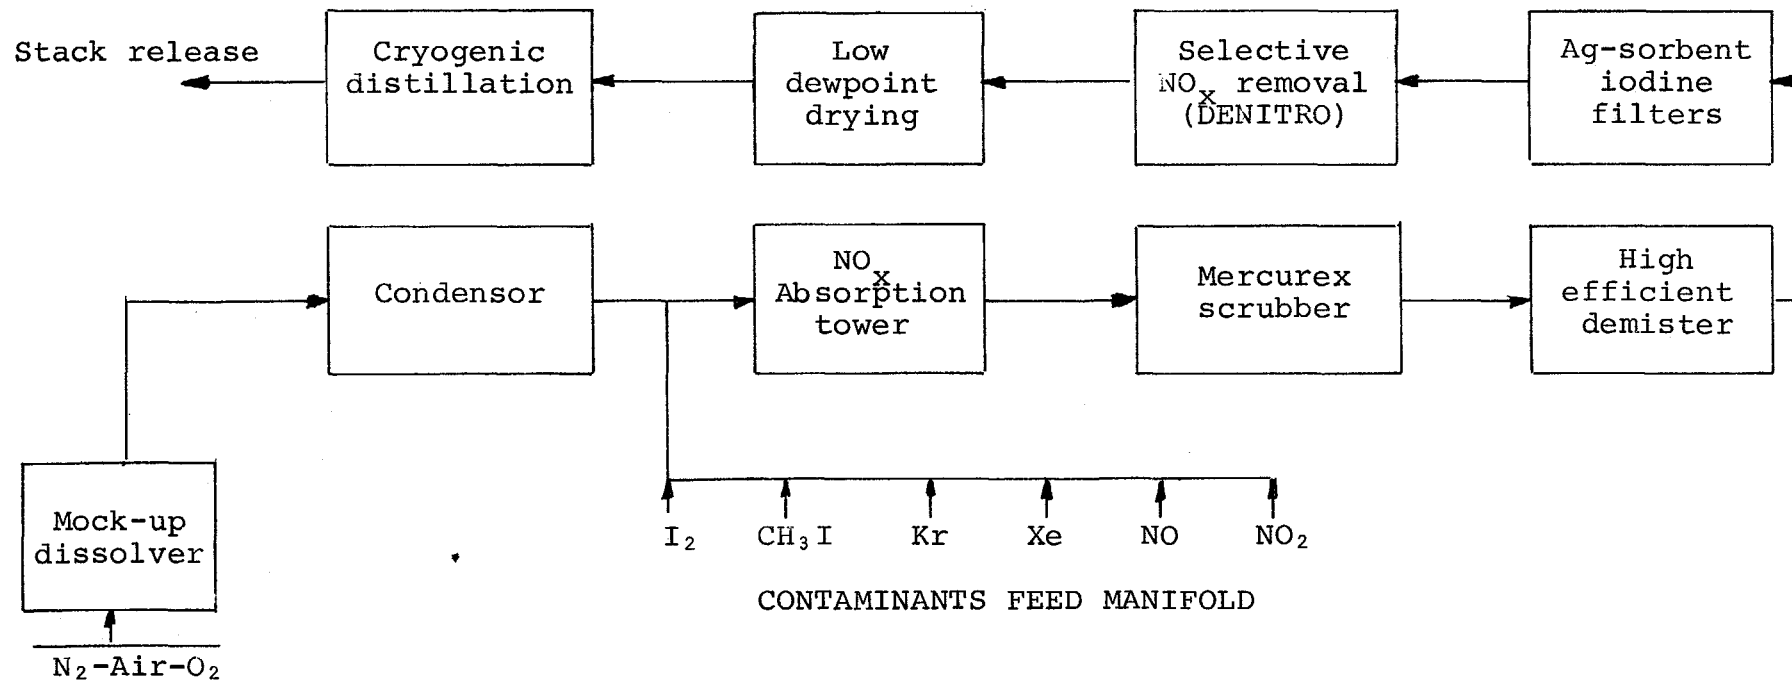 Stack release
Cryogenic
distillation
Low
dewpoint
drying
Selective
NOx removal
(DENITRO)
Ag-sorbent
iodine
filters
Condensor
NOx
Absorption
tower
Mercurex
scrubber
High
efficient
demister
Mock-up
dissolver
I₂ CH₃I Kr Xe NO NO₂
CONTAMINANTS FEED MANIFOLD
N₂-Air-O₂